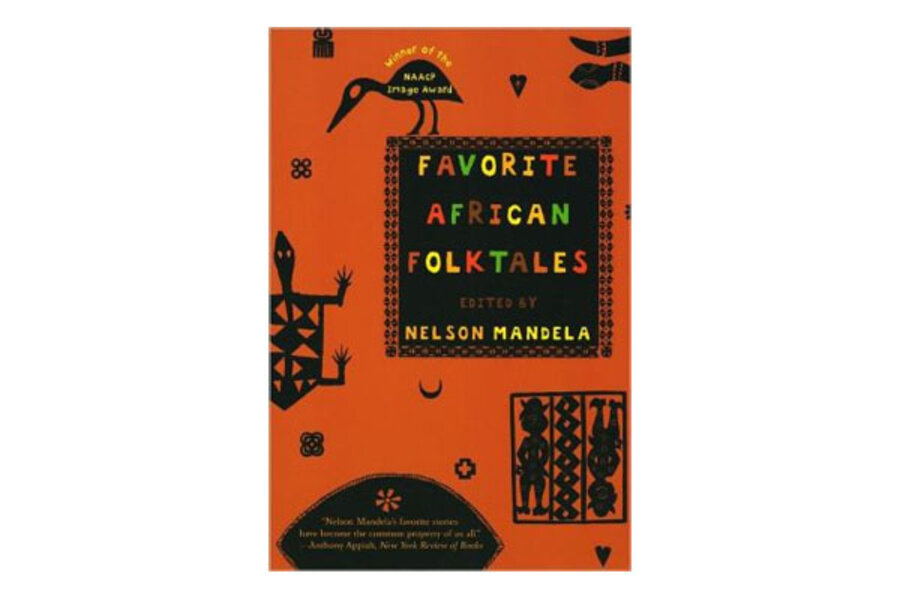 Winner of the
NAACP
Image Award
FAVORITE
AFRICAN
FOLKTALES
EDITED BY
NELSON MANDELA
"Nelson Mandela's favorite stories
have become the common property of us all."
—Anthony Appiah, New York Review of Books